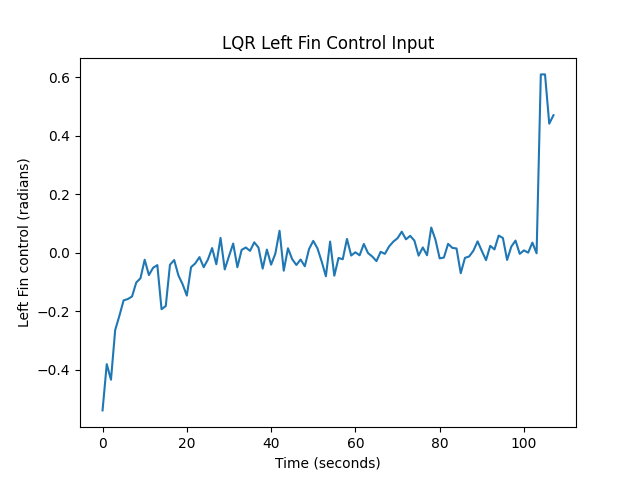 LQR Left Fin Control Input
Left Fin control (radians)
0.6
0.4
0.2
0.0
−0.2
−0.4
0 20 40 60 80 100
Time (seconds)